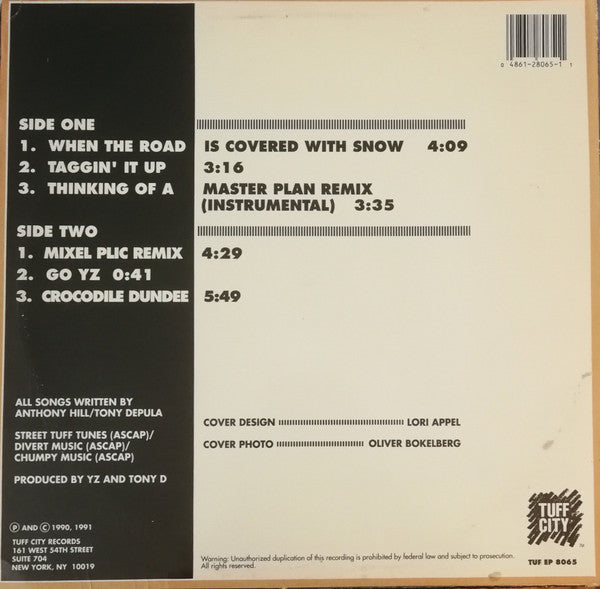 0 4861-28065-1 1
SIDE ONE
1. WHEN THE ROAD IS COVERED WITH SNOW 4:09
2. TAGGIN' IT UP 3:16
3. THINKING OF A MASTER PLAN REMIX
(INSTRUMENTAL) 3:35
SIDE TWO
1. MIXEL PLIC REMIX 4:29
2. GO YZ 0:41
3. CROCODILE DUNDEE 5:49
ALL SONGS WRITTEN BY
ANTHONY HILL/TONY DEPULA
STREET TUFF TUNES (ASCAP)/
DIVERT MUSIC (ASCAP)/
CHUMPY MUSIC (ASCAP)
PRODUCED BY YZ AND TONY D
COVER DESIGN LORI APPEL
COVER PHOTO OLIVER BOKELBERG
℗ AND © 1990, 1991
TUFF CITY RECORDS
161 WEST 54TH STREET
SUITE 704
NEW YORK, NY 10019
Warning: Unauthorized duplication of this recording is prohibited by federal law and subject to prosecution.
All rights reserved.
TUFF
CITY
™
TUF EP 8065